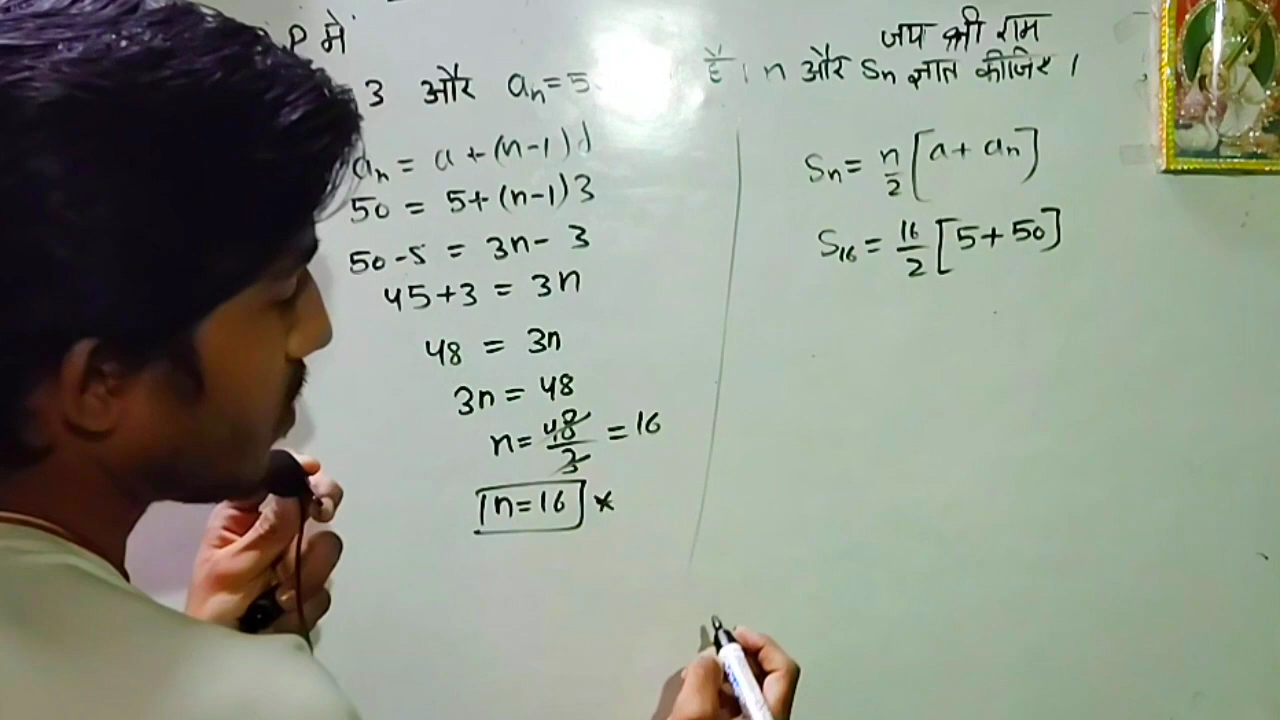 P में
जय श्री राम
3 और aₙ = 5
। n और Sₙ ज्ञात कीजिए ।
aₙ = a + (n-1) d
50 = 5 + (n-1) 3
50 - 5 = 3n - 3
45 + 3 = 3n
48 = 3n
3n = 48
n = 48/3 = 16
n = 16 *
Sₙ = n/2 [a + aₙ]
S₁₆ = 16/2 [5 + 50]